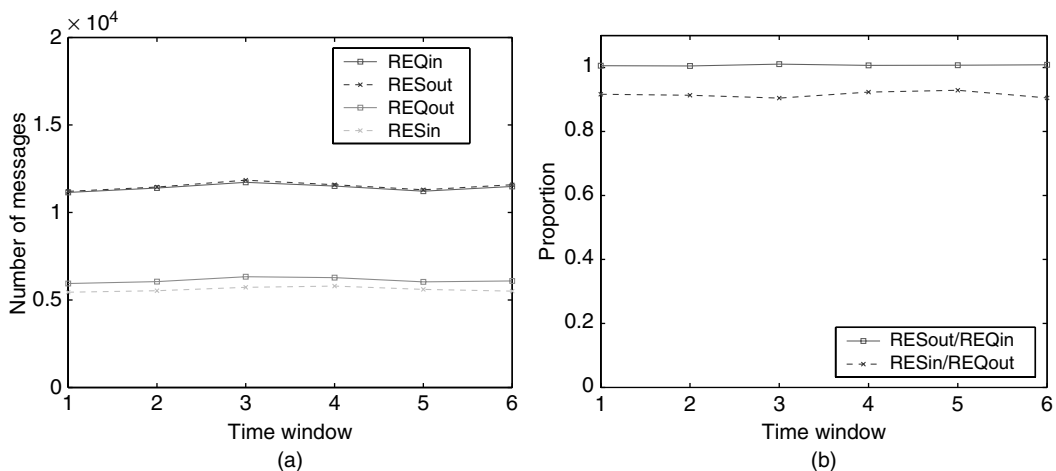 2 × 10⁴
1.5
1
0.5
0
Number of messages
1 2 3 4 5 6
Time window
(a)
REQin
RESout
REQout
RESin
1
0.8
0.6
0.4
0.2
0
Proportion
1 2 3 4 5 6
Time window
(b)
RESout/REQin
RESin/REQout